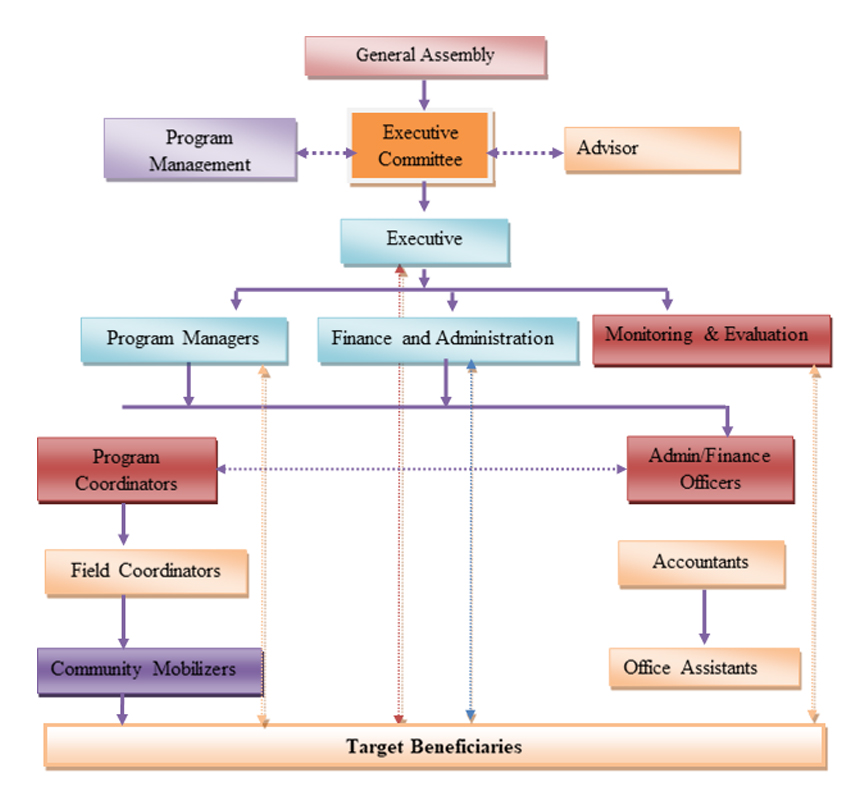 General Assembly
Program
Management
Executive
Committee
Advisor
Executive
Program Managers
Finance and Administration
Monitoring & Evaluation
Program
Coordinators
Admin/Finance
Officers
Field Coordinators
Accountants
Community Mobilizers
Office Assistants
Target Beneficiaries